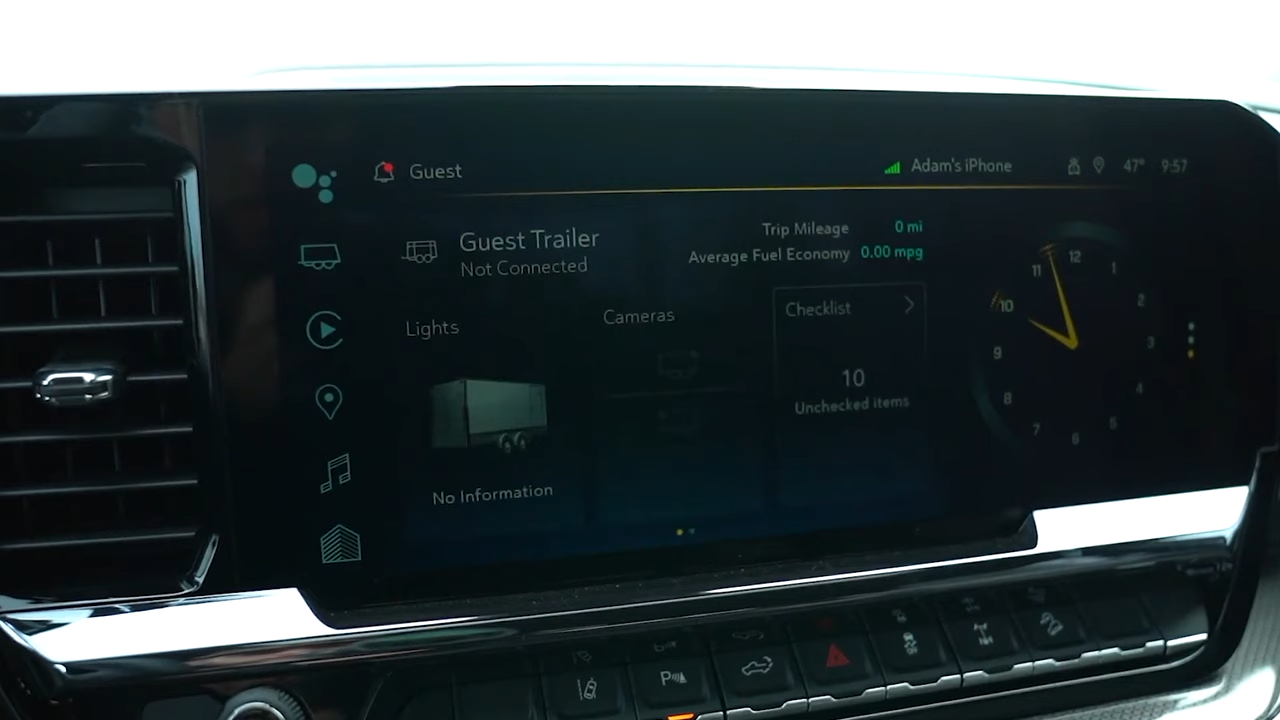 Guest
Adam's iPhone
47° 9:57
Guest Trailer
Not Connected
Trip Mileage 0 mi
Average Fuel Economy 0.00 mpg
Lights
Cameras
Checklist
10
Unchecked items
No Information
12
1
2
3
4
5
6
7
8
9
10
11
P